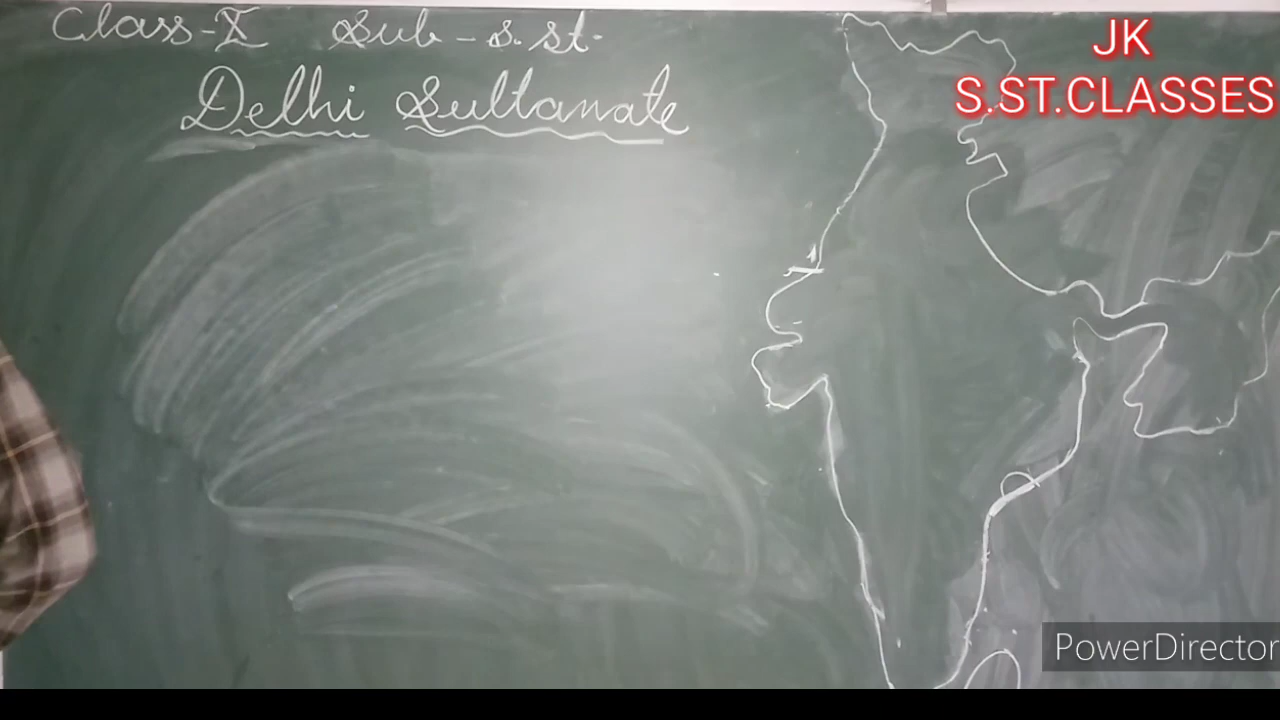 Class-X Sub-S.St.
Delhi Sultanate
JK
S.ST.CLASSES
PowerDirector